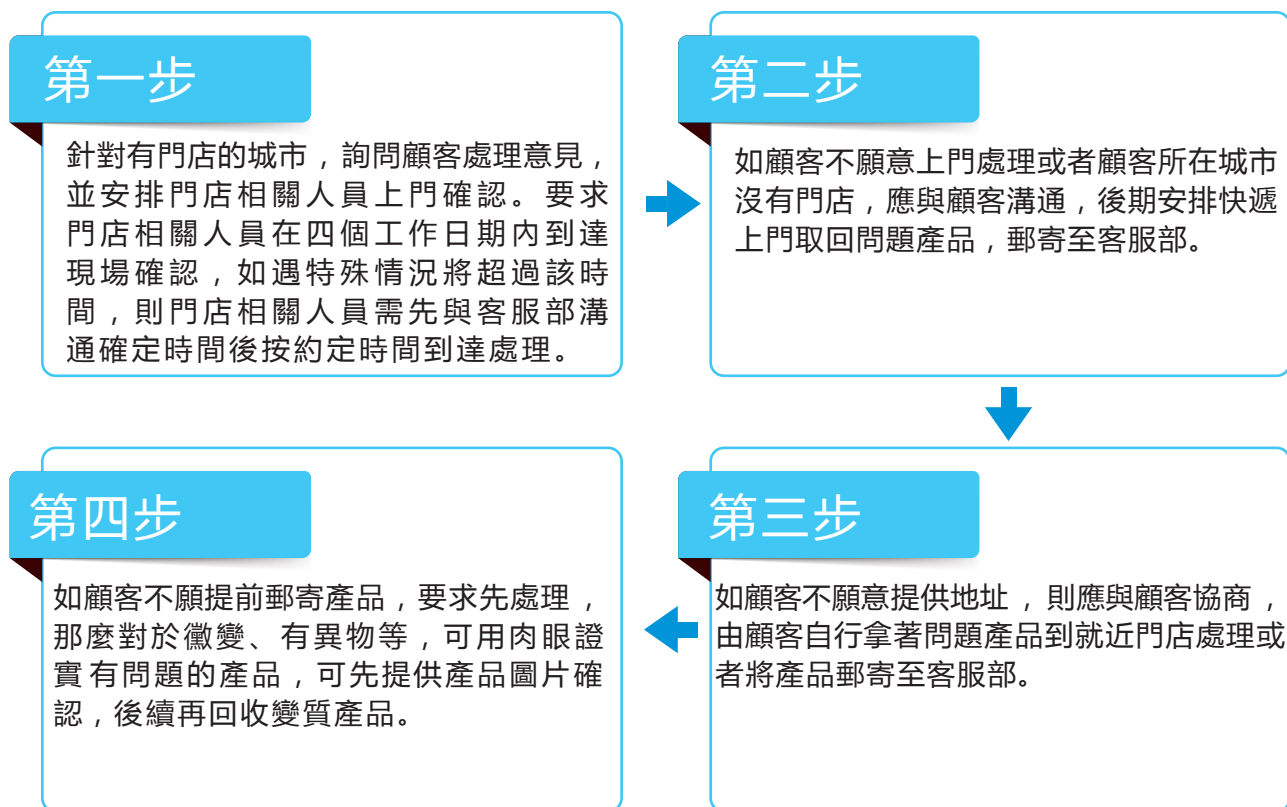 第一步
針對有門店的城市，詢問顧客處理意見，
並安排門店相關人員上門確認。要求
門店相關人員在四個工作日期內到達
現場確認，如遇特殊情況將超過該時
間，則門店相關人員需先與客服部溝
通確定時間後按約定時間到達處理。
第二步
如顧客不願意上門處理或者顧客所在城市
沒有門店，應與顧客溝通，後期安排快遞
上門取回問題產品，郵寄至客服部。
第三步
如顧客不願意提供地址，則應與顧客協商，
由顧客自行拿著問題產品到就近門店處理或
者將產品郵寄至客服部。
第四步
如顧客不願提前郵寄產品，要求先處理，
那麼對於黴變、有異物等，可用肉眼證
實有問題的產品，可先提供產品圖片確
認，後續再回收變質產品。